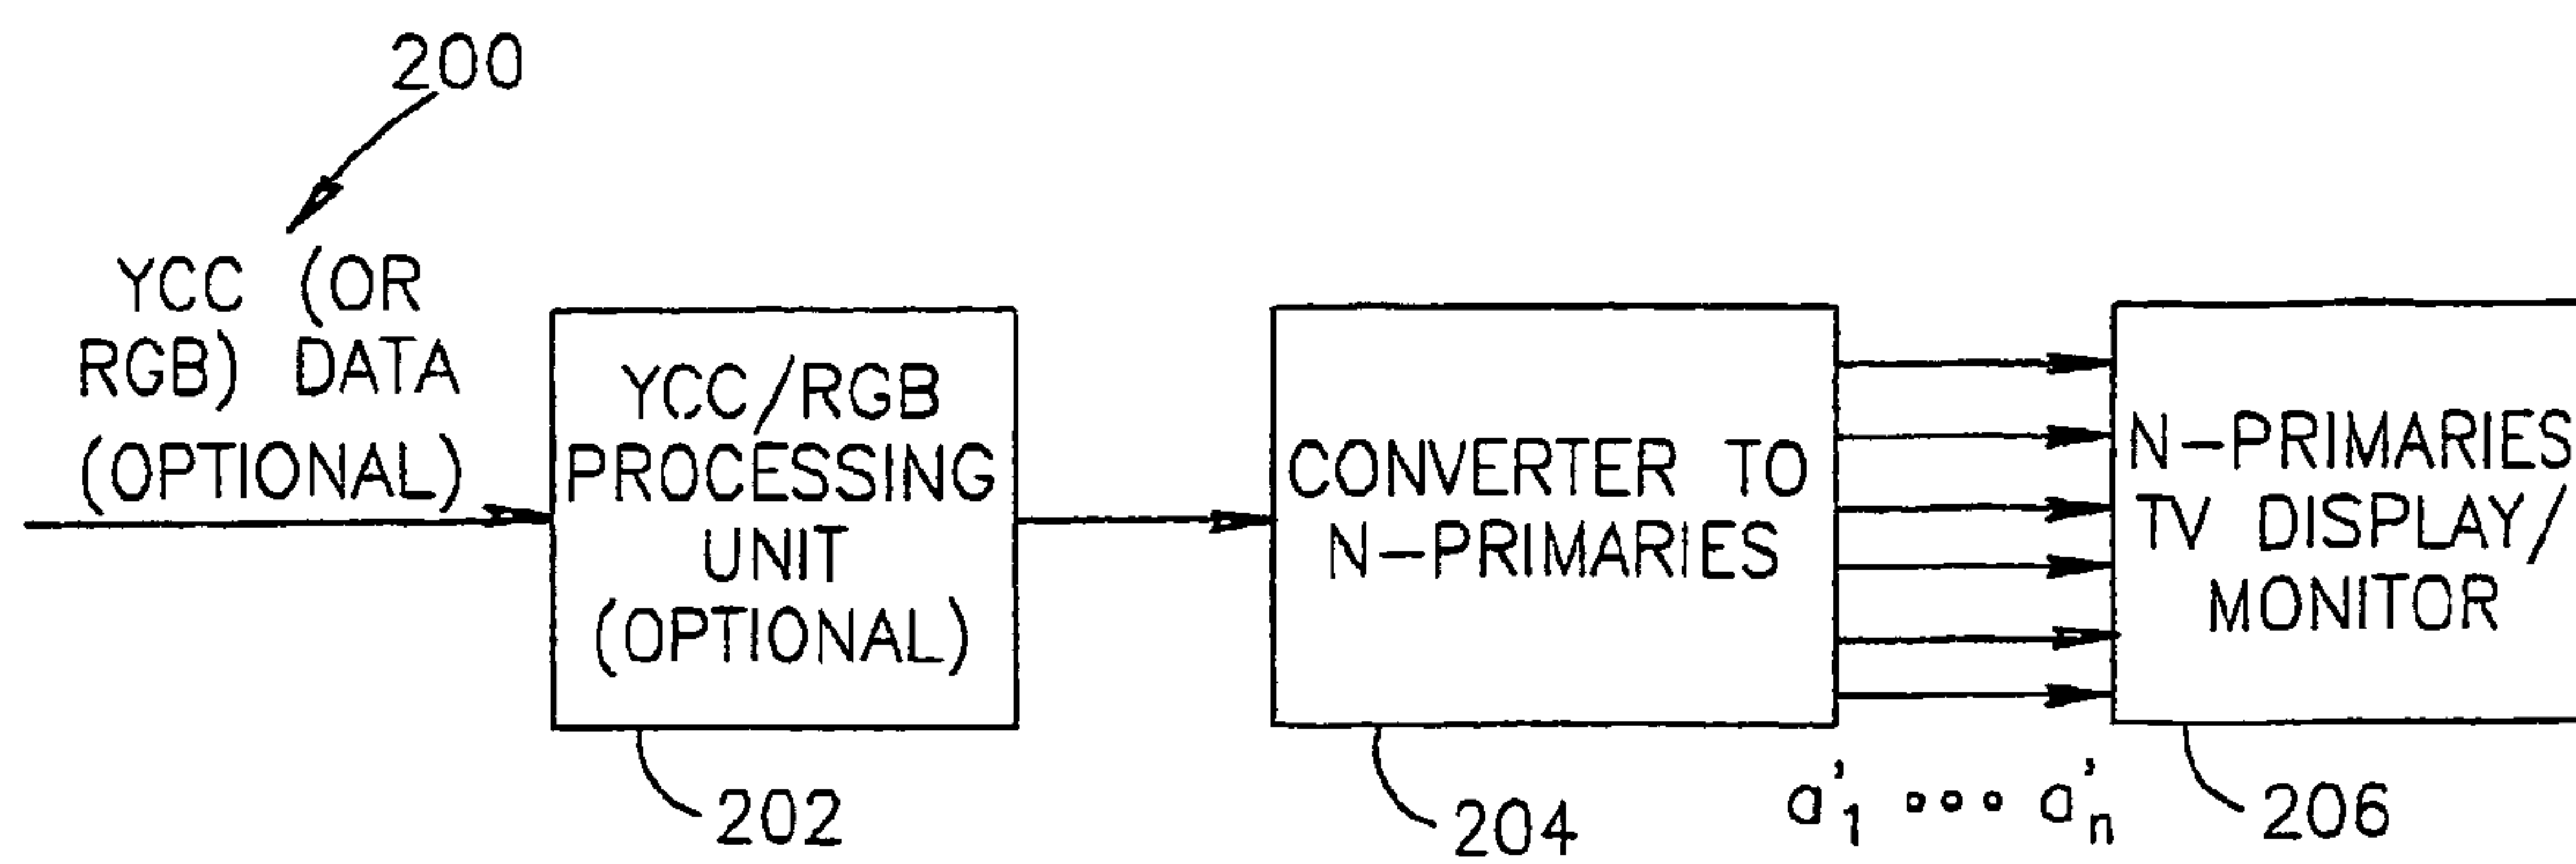 200
YCC (OR
RGB) DATA
(OPTIONAL)
YCC/RGB
PROCESSING
UNIT
(OPTIONAL)
202
CONVERTER TO
N-PRIMARIES
204
a'1 ∘∘∘ a'n
N-PRIMARIES
TV DISPLAY/
MONITOR
206